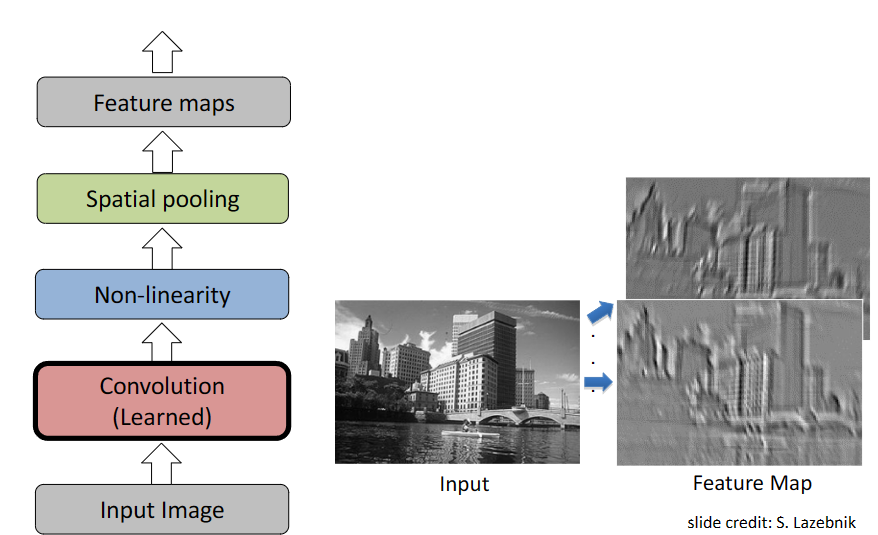 Feature maps
Spatial pooling
Non-linearity
Convolution
(Learned)
Input Image
Input
Feature Map
slide credit: S. Lazebnik